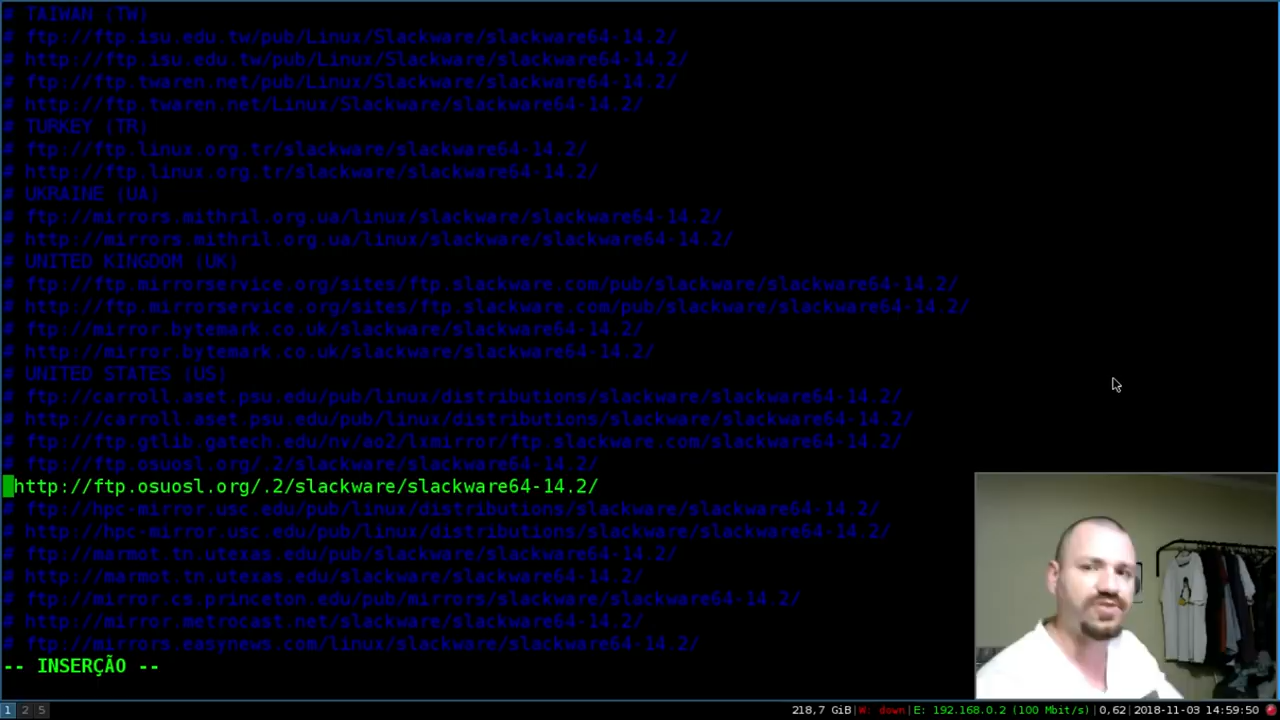 # TAIWAN (TW)
# ftp://ftp.isu.edu.tw/pub/Linux/Slackware/slackware64-14.2/
# http://ftp.isu.edu.tw/pub/Linux/Slackware/slackware64-14.2/
# ftp://ftp.twaren.net/pub/Linux/Slackware/slackware64-14.2/
# http://ftp.twaren.net/Linux/Slackware/slackware64-14.2/
# TURKEY (TR)
# ftp://ftp.linux.org.tr/slackware/slackware64-14.2/
# http://ftp.linux.org.tr/slackware/slackware64-14.2/
# UKRAINE (UA)
# ftp://mirrors.mithril.org.ua/linux/slackware/slackware64-14.2/
# http://mirrors.mithril.org.ua/linux/slackware/slackware64-14.2/
# UNITED KINGDOM (UK)
# ftp://ftp.mirrorservice.org/sites/ftp.slackware.com/pub/slackware/slackware64-14.2/
# http://ftp.mirrorservice.org/sites/ftp.slackware.com/pub/slackware/slackware64-14.2/
# ftp://mirror.bytemark.co.uk/slackware/slackware64-14.2/
# http://mirror.bytemark.co.uk/slackware/slackware64-14.2/
# UNITED STATES (US)
# ftp://carroll.aset.psu.edu/pub/linux/distributions/slackware/slackware64-14.2/
# http://carroll.aset.psu.edu/pub/linux/distributions/slackware/slackware64-14.2/
# ftp://ftp.gtlib.gatech.edu/nv/ao2/lxmirror/ftp.slackware.com/slackware64-14.2/
# ftp://ftp.osuosl.org/.2/slackware/slackware64-14.2/
http://ftp.osuosl.org/.2/slackware/slackware64-14.2/
# ftp://hpc-mirror.usc.edu/pub/linux/distributions/slackware/slackware64-14.2/
# http://hpc-mirror.usc.edu/pub/linux/distributions/slackware/slackware64-14.2/
# ftp://marmot.tn.utexas.edu/pub/slackware/slackware64-14.2/
# http://marmot.tn.utexas.edu/slackware/slackware64-14.2/
# ftp://mirror.cs.princeton.edu/pub/mirrors/slackware/slackware64-14.2/
# http://mirror.metrocast.net/slackware/slackware64-14.2/
# ftp://mirrors.easynews.com/linux/slackware/slackware64-14.2/
-- INSERÇÃO --
1 2 5 218,7 GiB|W: down|E: 192.168.0.2 (100 Mbit/s)|0,62|2018-11-03 14:59:50